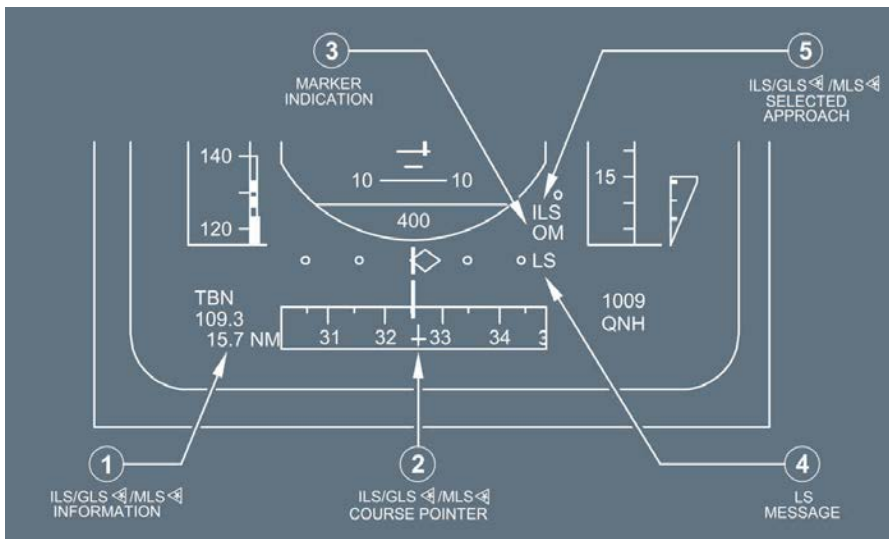 3
5
MARKER
INDICATION
ILS/GLS /MLS
SELECTED
APPROACH
140
10 10
15
ILS
120
400
OM
LS
TBN
109.3
15.7 NM
1009
QNH
31 32 33 34 3
1
2
4
ILS/GLS /MLS
INFORMATION
ILS/GLS /MLS
COURSE POINTER
LS
MESSAGE